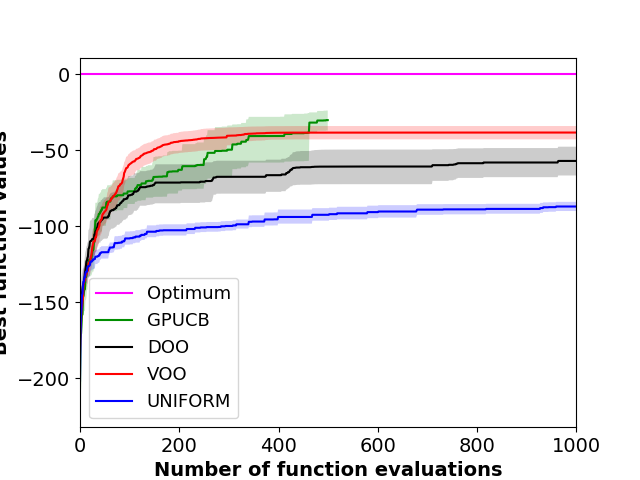 Best function values
0
−50
−100
−150
−200
Optimum
GPUCB
DOO
VOO
UNIFORM
0 200 400 600 800 1000
Number of function evaluations